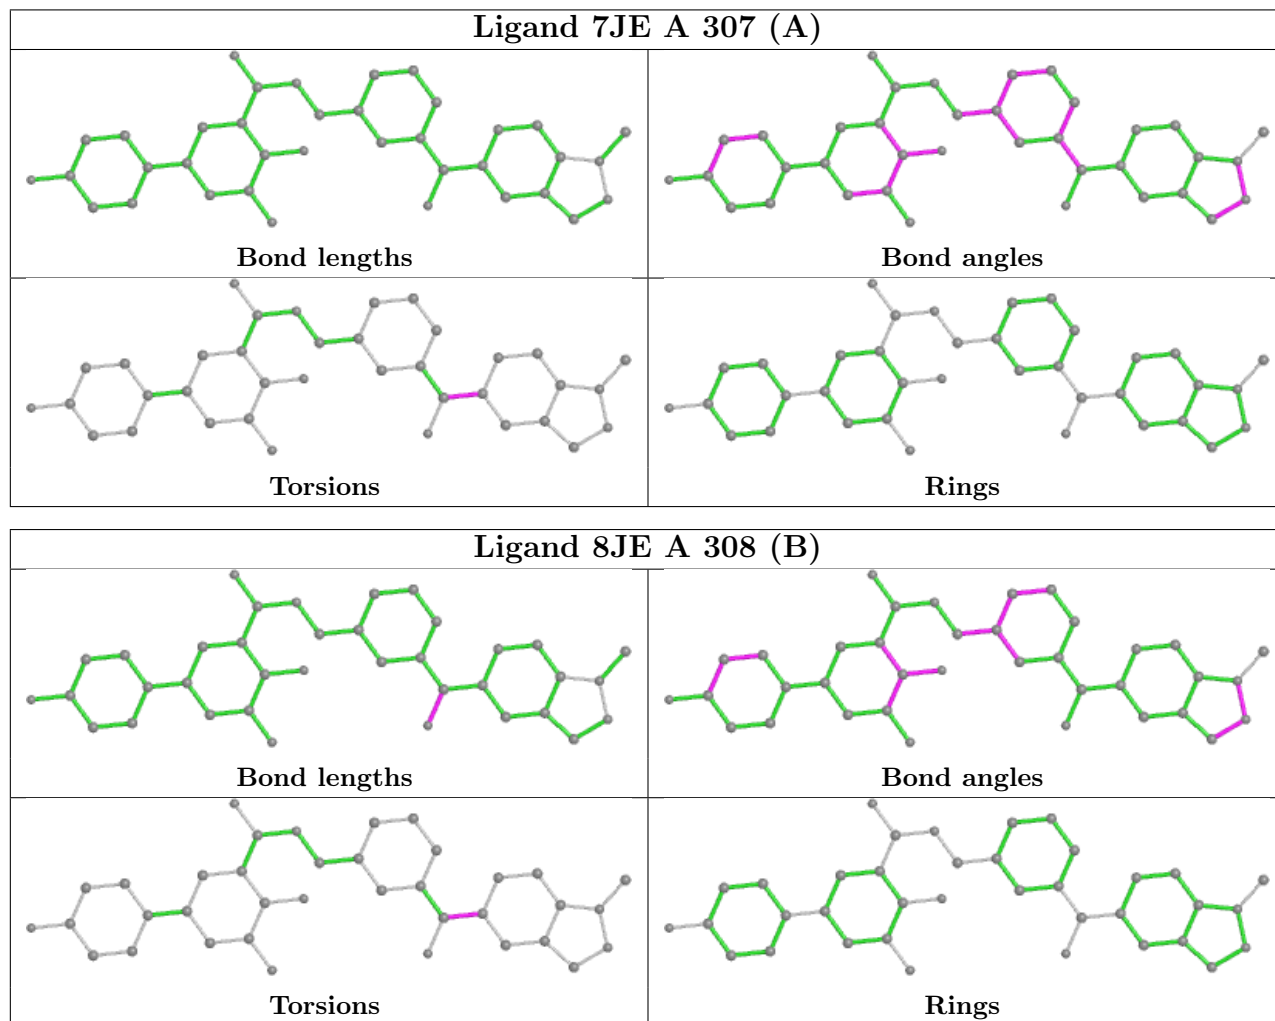 Ligand 7JE A 307 (A)
Bond lengths
Bond angles
Torsions
Rings
Ligand 8JE A 308 (B)
Bond lengths
Bond angles
Torsions
Rings